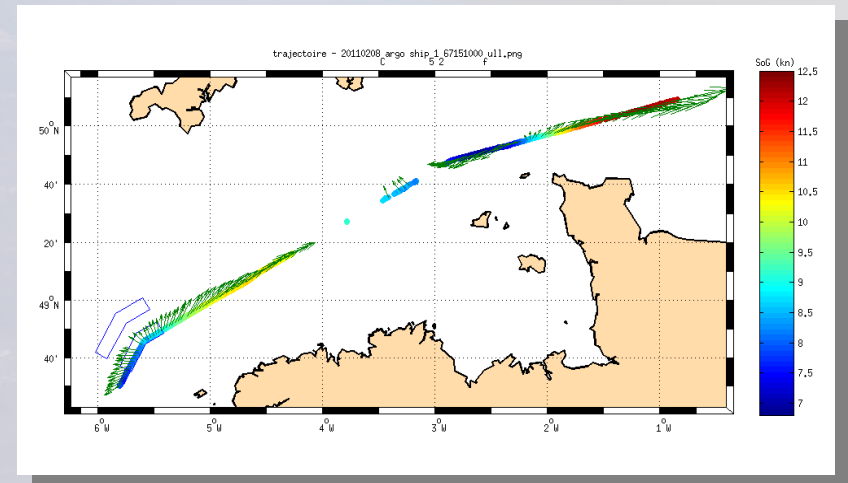 trajectoire - 20110208_argo ship_1_67151000_ull.png
C 5 2 f
SoG (kn)
12,5
12
11,5
11
10,5
10
9,5
9
8,5
8
7,5
7
50°N
40'
20'
49°N
40'
6°W
5°W
4°W
3°W
2°W
1°W